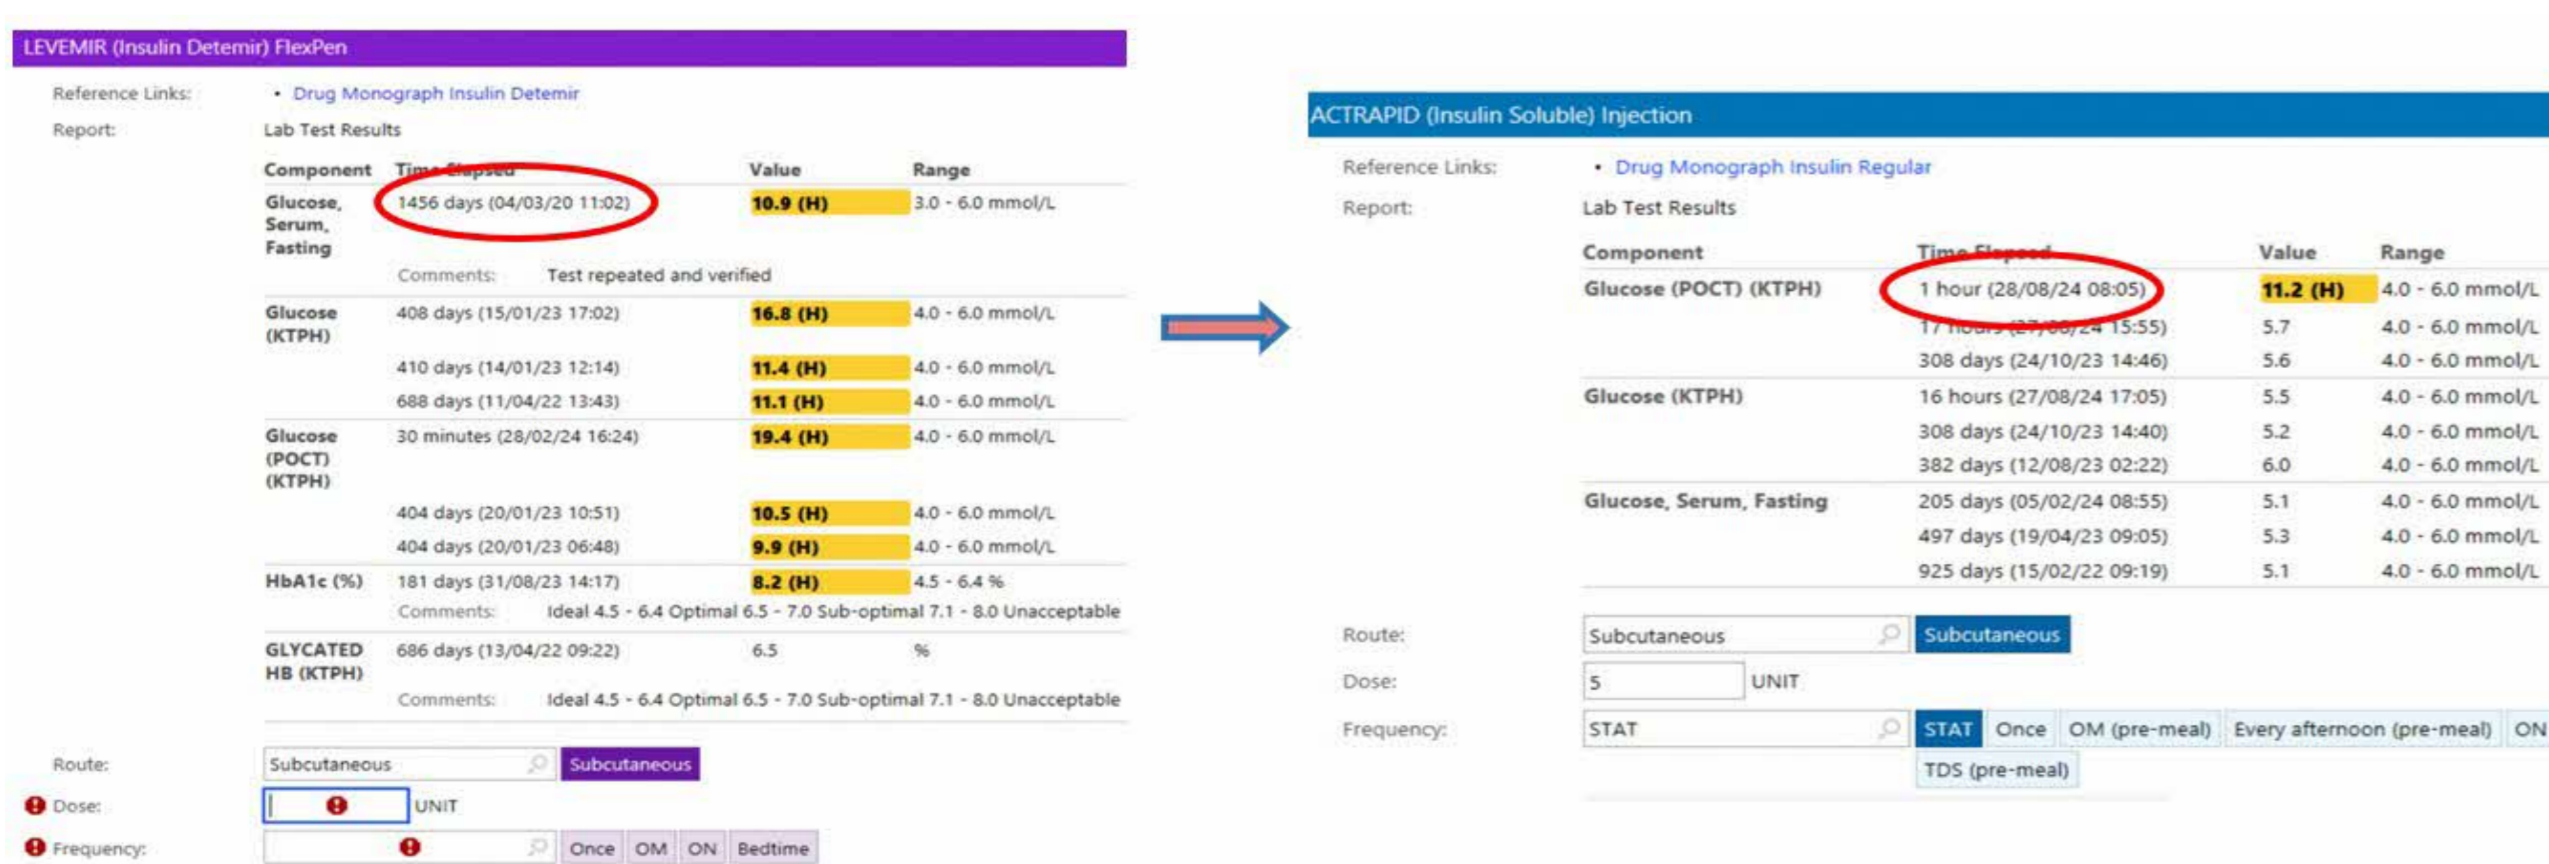 LEVEMIR (Insulin Detemir) FlexPen
Reference Links: • Drug Monograph Insulin Detemir
Report: Lab Test Results
Component Time Elapsed Value Range
Glucose, Serum, Fasting 1456 days (04/03/20 11:02) 10.9 (H) 3.0 - 6.0 mmol/L
Comments: Test repeated and verified
Glucose (KTPH) 408 days (15/01/23 17:02) 16.8 (H) 4.0 - 6.0 mmol/L
410 days (14/01/23 12:14) 11.4 (H) 4.0 - 6.0 mmol/L
688 days (11/04/22 13:43) 11.1 (H) 4.0 - 6.0 mmol/L
Glucose (POCT) (KTPH) 30 minutes (28/02/24 16:24) 19.4 (H) 4.0 - 6.0 mmol/L
404 days (20/01/23 10:51) 10.5 (H) 4.0 - 6.0 mmol/L
404 days (20/01/23 06:48) 9.9 (H) 4.0 - 6.0 mmol/L
HbA1c (%) 181 days (31/08/23 14:17) 8.2 (H) 4.5 - 6.4 %
Comments: Ideal 4.5 - 6.4 Optimal 6.5 - 7.0 Sub-optimal 7.1 - 8.0 Unacceptable
GLYCATED HB (KTPH) 686 days (13/04/22 09:22) 6.5 %
Comments: Ideal 4.5 - 6.4 Optimal 6.5 - 7.0 Sub-optimal 7.1 - 8.0 Unacceptable
Route: Subcutaneous Subcutaneous
Dose: UNIT
Frequency: Once OM ON Bedtime
ACTRAPID (Insulin Soluble) Injection
Reference Links: • Drug Monograph Insulin Regular
Report: Lab Test Results
Component Time Elapsed Value Range
Glucose (POCT) (KTPH) 1 hour (28/08/24 08:05) 11.2 (H) 4.0 - 6.0 mmol/L
17 hours (27/08/24 15:55) 5.7 4.0 - 6.0 mmol/L
308 days (24/10/23 14:46) 5.6 4.0 - 6.0 mmol/L
Glucose (KTPH) 16 hours (27/08/24 17:05) 5.5 4.0 - 6.0 mmol/L
308 days (24/10/23 14:40) 5.2 4.0 - 6.0 mmol/L
382 days (12/08/23 02:22) 6.0 4.0 - 6.0 mmol/L
Glucose, Serum, Fasting 205 days (05/02/24 08:55) 5.1 4.0 - 6.0 mmol/L
497 days (19/04/23 09:05) 5.3 4.0 - 6.0 mmol/L
925 days (15/02/22 09:19) 5.1 4.0 - 6.0 mmol/L
Route: Subcutaneous Subcutaneous
Dose: 5 UNIT
Frequency: STAT STAT Once OM (pre-meal) Every afternoon (pre-meal) ON
TDS (pre-meal)